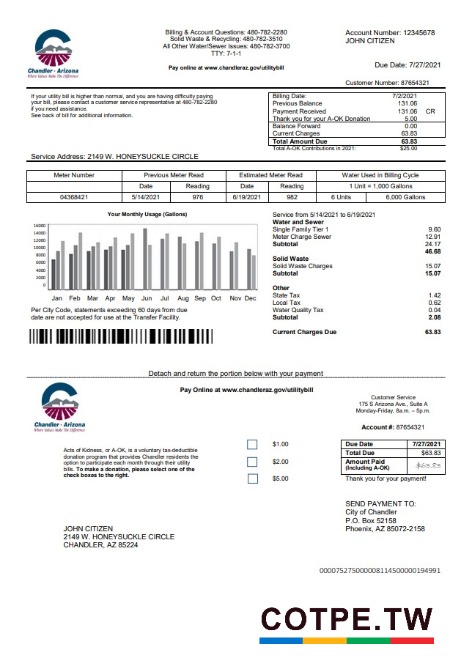 Billing & Account Questions: 480-782-2280
Solid Waste & Recycling: 480-782-3510
All Other Water/Sewer Issues: 480-782-3700
TTY: 7-1-1
Pay online at www.chandleraz.gov/utilitybill
Account Number: 12345678
JOHN CITIZEN
Due Date: 7/27/2021
Customer Number: 87654321
Chandler · Arizona
Where Values Make The Difference
If your utility bill is higher than normal, and you are having difficulty paying
your bill, please contact a customer service representative at 480-782-2280
if you need assistance.
See back of bill for additional information.
Billing Date: 7/2/2021
Previous Balance 131.06
Payment Received 131.06 CR
Thank you for your A-OK Donation 5.00
Balance Forward 0.00
Current Charges 63.83
Total Amount Due 63.83
Total A-OK Contributions in 2021: $25.00
Service Address: 2149 W. HONEYSUCKLE CIRCLE
Meter Number Previous Meter Read Estimated Meter Read Water Used in Billing Cycle
Date Reading Date Reading 1 Unit = 1,000 Gallons
04368421 5/14/2021 976 6/19/2021 982 6 Units 6,000 Gallons
Your Monthly Usage (Gallons)
14000
12000
10000
8000
6000
4000
2000
0
Jan Feb Mar Apr May Jun Jul Aug Sep Oct Nov Dec
Per City Code, statements exceeding 60 days from due
date are not accepted for use at the Transfer Facility.
Service from 5/14/2021 to 6/19/2021
Water and Sewer
Single Family Tier 1 9.60
Meter Charge Sewer 12.91
Subtotal 24.17
46.68
Solid Waste
Solid Waste Charges 15.07
Subtotal 15.07
Other
State Tax 1.42
Local Tax 0.62
Water Quality Tax 0.04
Subtotal 2.08
Current Charges Due 63.83
Detach and return the portion below with your payment
Pay Online at www.chandleraz.gov/utilitybill
Chandler · Arizona
Where Values Make The Difference
Customer Service
175 S Arizona Ave., Suite A
Monday-Friday, 8a.m. – 5p.m.
Account #: 87654321
Acts of Kidness, or A-OK, is a voluntary tax-deductible
donation program that provides Chandler residents the
option to participate each month through their utility
bills. To make a donation, please select one of the
check boxes to the right.
$1.00
$2.00
$5.00
Due Date 7/27/2021
Total Due $63.83
Amount Paid
(Including A-OK) $63.83
Thank you for your payment!
SEND PAYMENT TO:
City of Chandler
P.O. Box 52158
Phoenix, AZ 85072-2158
JOHN CITIZEN
2149 W. HONEYSUCKLE CIRCLE
CHANDLER, AZ 85224
COTPE.TW